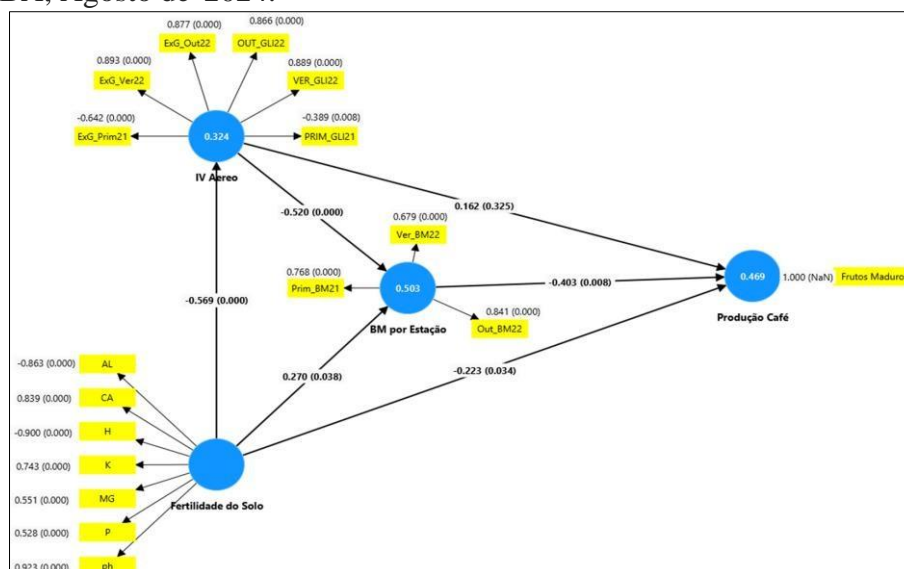 BA, Agosto de 2024.
0.877 (0.000)
ExG_Out22
0.866 (0.000)
OUT_GLI22
0.893 (0.000)
ExG_Ver22
0.889 (0.000)
VER_GLI22
-0.642 (0.000)
ExG_Prim21
0.324
-0.389 (0.008)
PRIM_GLI21
IV Aereo
0.162 (0.325)
-0.520 (0.000)
0.679 (0.000)
Ver_BM22
0.768 (0.000)
Prim_BM21
0.503
-0.403 (0.008)
0.469
1.000 (NaN)
Frutos Maduro
-0.569 (0.000)
BM por Estação
0.841 (0.000)
Out_BM22
Produção Café
-0.863 (0.000)
AL
0.270 (0.038)
-0.223 (0.034)
0.839 (0.000)
CA
-0.900 (0.000)
H
0.743 (0.000)
K
0.551 (0.000)
MG
Fertilidade do Solo
0.528 (0.000)
P
0.923 (0.000)
ph